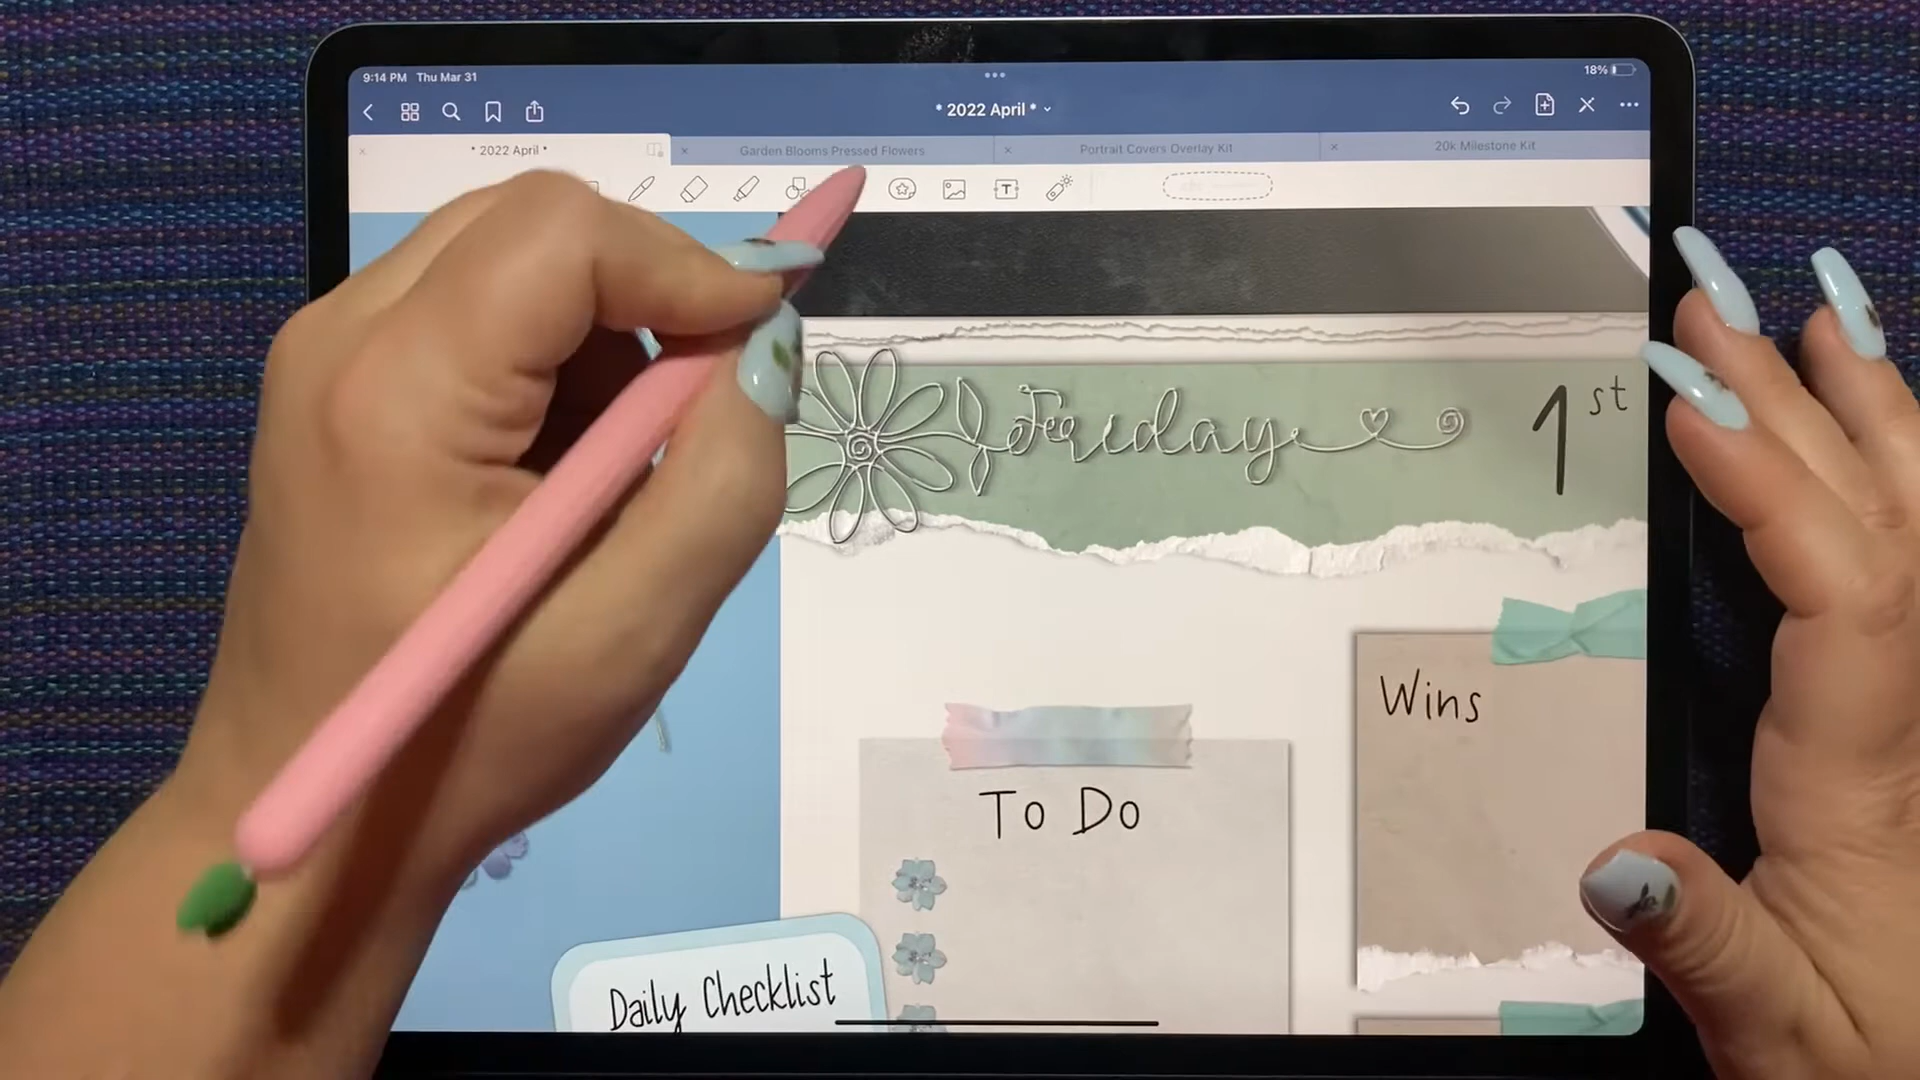 9:14 PM Thu Mar 31
18%
* 2022 April *
* 2022 April *
Garden Blooms Pressed Flowers
Portrait Covers Overlay Kit
20k Milestone Kit
T
Friday
1st
Wins
To Do
Daily Checklist